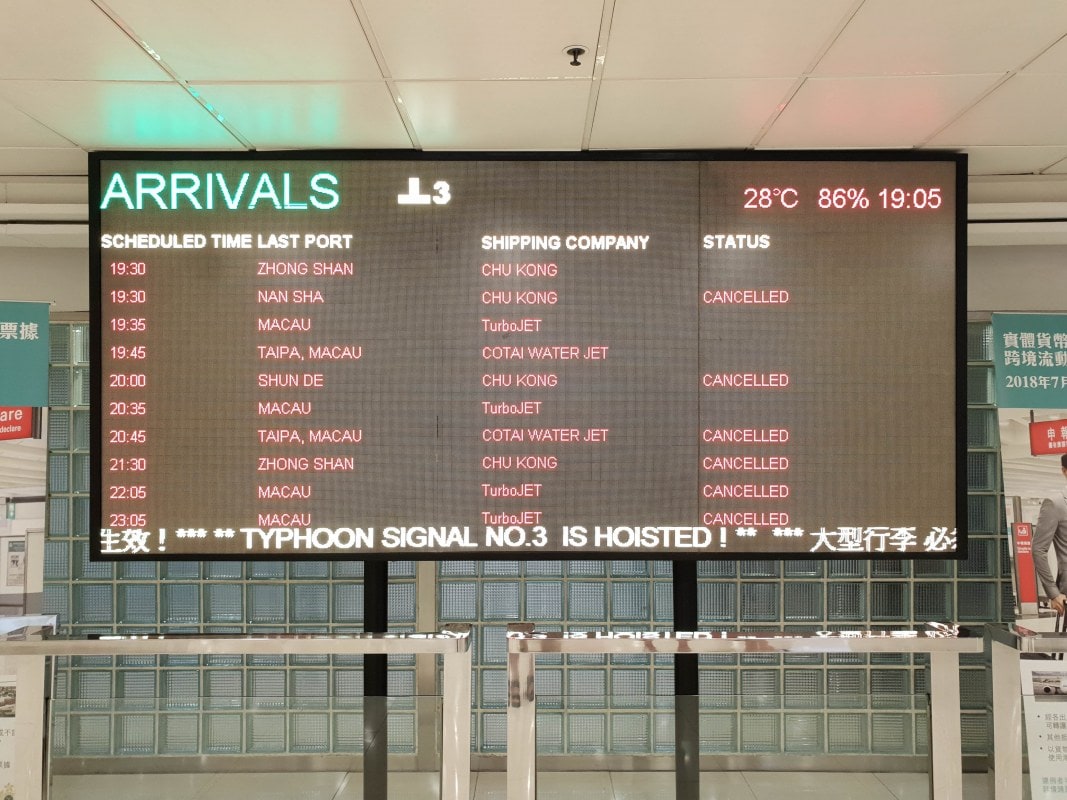 ARRIVALS 3 28°C 86% 19:05
SCHEDULED TIME LAST PORT SHIPPING COMPANY STATUS
19:30 ZHONG SHAN CHU KONG
19:30 NAN SHA CHU KONG CANCELLED
19:35 MACAU TurboJET
19:45 TAIPA, MACAU COTAI WATER JET
20:00 SHUN DE CHU KONG CANCELLED
20:35 MACAU TurboJET
20:45 TAIPA, MACAU COTAI WATER JET CANCELLED
21:30 ZHONG SHAN CHU KONG CANCELLED
22:05 MACAU TurboJET CANCELLED
23:05 MACAU TurboJET CANCELLED
生效！*** ** TYPHOON SIGNAL NO.3 IS HOISTED！** *** 大型行李 必
票據
are
declare
實體貨幣
跨境流動
2018年7月
申報